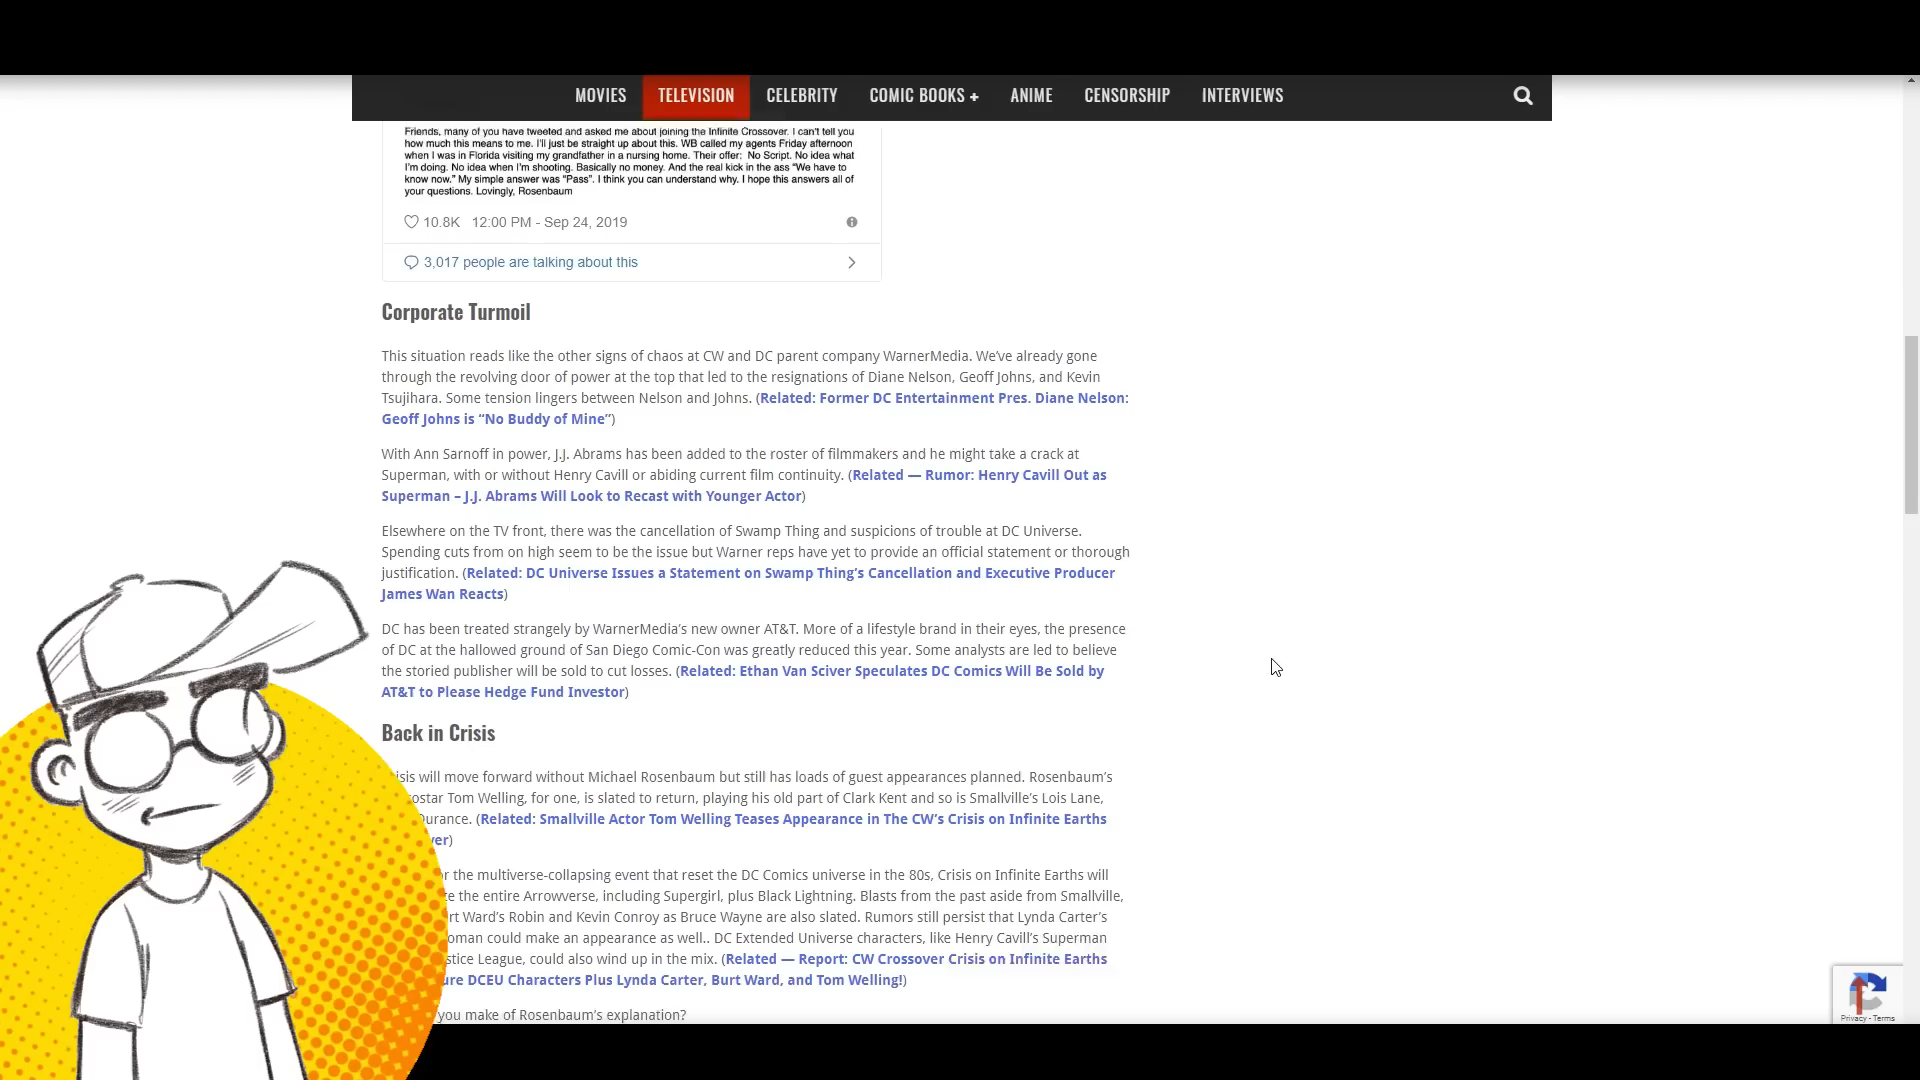 MOVIES TELEVISION CELEBRITY COMIC BOOKS + ANIME CENSORSHIP INTERVIEWS
Friends, many of you have tweeted and asked me about joining the Infinite Crossover. I can't tell you
how much this means to me. I'll just be straight up about this. WB called my agents Friday afternoon
when I was in Florida visiting my grandfather in a nursing home. Their offer: No Script. No idea what
I'm doing. No idea when I'm shooting. Basically no money. And the real kick in the ass "We have to
know now." My simple answer was "Pass". I think you can understand why. I hope this answers all of
your questions. Lovingly, Rosenbaum
10.8K 12:00 PM - Sep 24, 2019
3,017 people are talking about this
Corporate Turmoil
This situation reads like the other signs of chaos at CW and DC parent company WarnerMedia. We've already gone
through the revolving door of power at the top that led to the resignations of Diane Nelson, Geoff Johns, and Kevin
Tsujihara. Some tension lingers between Nelson and Johns. (Related: Former DC Entertainment Pres. Diane Nelson:
Geoff Johns is “No Buddy of Mine”)
With Ann Sarnoff in power, J.J. Abrams has been added to the roster of filmmakers and he might take a crack at
Superman, with or without Henry Cavill or abiding current film continuity. (Related — Rumor: Henry Cavill Out as
Superman – J.J. Abrams Will Look to Recast with Younger Actor)
Elsewhere on the TV front, there was the cancellation of Swamp Thing and suspicions of trouble at DC Universe.
Spending cuts from on high seem to be the issue but Warner reps have yet to provide an official statement or thorough
justification. (Related: DC Universe Issues a Statement on Swamp Thing's Cancellation and Executive Producer
James Wan Reacts)
DC has been treated strangely by WarnerMedia's new owner AT&T. More of a lifestyle brand in their eyes, the presence
of DC at the hallowed ground of San Diego Comic-Con was greatly reduced this year. Some analysts are led to believe
the storied publisher will be sold to cut losses. (Related: Ethan Van Sciver Speculates DC Comics Will Be Sold by
AT&T to Please Hedge Fund Investor)
Back in Crisis
isis will move forward without Michael Rosenbaum but still has loads of guest appearances planned. Rosenbaum's
ostar Tom Welling, for one, is slated to return, playing his old part of Clark Kent and so is Smallville's Lois Lane,
Durance. (Related: Smallville Actor Tom Welling Teases Appearance in The CW's Crisis on Infinite Earths
ver)
r the multiverse-collapsing event that reset the DC Comics universe in the 80s, Crisis on Infinite Earths will
e the entire Arrowverse, including Supergirl, plus Black Lightning. Blasts from the past aside from Smallville,
rt Ward's Robin and Kevin Conroy as Bruce Wayne are also slated. Rumors still persist that Lynda Carter's
oman could make an appearance as well.. DC Extended Universe characters, like Henry Cavill's Superman
stice League, could also wind up in the mix. (Related — Report: CW Crossover Crisis on Infinite Earths
ure DCEU Characters Plus Lynda Carter, Burt Ward, and Tom Welling!)
you make of Rosenbaum's explanation?
Privacy - Terms